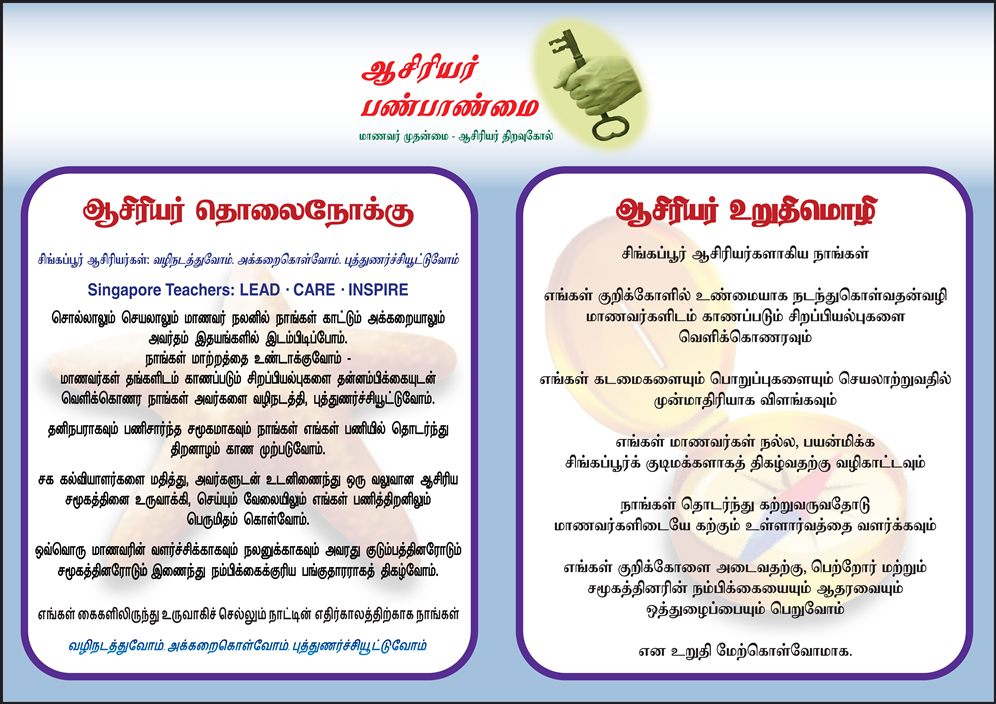 ஆசிரியர்
பண்பாண்மை
மாணவர் முதன்மை - ஆசிரியர் திறவுகோல்
ஆசிரியர் தொலைநோக்கு
சிங்கப்பூர் ஆசிரியர்கள்: வழிநடத்துவோம். அக்கறைகொள்வோம். புத்துணர்ச்சியூட்டுவோம்
Singapore Teachers: LEAD · CARE · INSPIRE
சொல்லாலும் செயலாலும் மாணவர் நலனில் நாங்கள் காட்டும் அக்கறையாலும்
அவர்தம் இதயங்களில் இடம்பிடிப்போம்.
நாங்கள் மாற்றத்தை உண்டாக்குவோம் -
மாணவர்கள் தங்களிடம் காணப்படும் சிறப்பியல்புகளை தன்னம்பிக்கையுடன்
வெளிக்கொணர நாங்கள் அவர்களை வழிநடத்தி, புத்துணர்ச்சியூட்டுவோம்.
தனிநபராகவும் பணிசார்ந்த சமூகமாகவும் நாங்கள் எங்கள் பணியில் தொடர்ந்து
திறனாழம் காண முற்படுவோம்.
சக கல்வியாளர்களை மதித்து, அவர்களுடன் உடனிணைந்து ஒரு வலுவான ஆசிரிய
சமூகத்தினை உருவாக்கி, செய்யும் வேலையிலும் எங்கள் பணித்திறனிலும்
பெருமிதம் கொள்வோம்.
ஒவ்வொரு மாணவரின் வளர்ச்சிக்காகவும் நலனுக்காகவும் அவரது குடும்பத்தினரோடும்
சமூகத்தினரோடும் இணைந்து நம்பிக்கைக்குரிய பங்குதாரராகத் திகழ்வோம்.
எங்கள் கைகளிலிருந்து உருவாகிச் செல்லும் நாட்டின் எதிர்காலத்திற்காக நாங்கள்
வழிநடத்துவோம். அக்கறைகொள்வோம். புத்துணர்ச்சியூட்டுவோம்
ஆசிரியர் உறுதிமொழி
சிங்கப்பூர் ஆசிரியர்களாகிய நாங்கள்
எங்கள் குறிக்கோளில் உண்மையாக நடந்துகொள்வதன்வழி
மாணவர்களிடம் காணப்படும் சிறப்பியல்புகளை
வெளிக்கொணரவும்
எங்கள் கடமைகளையும் பொறுப்புகளையும் செயலாற்றுவதில்
முன்மாதிரியாக விளங்கவும்
எங்கள் மாணவர்கள் நல்ல, பயன்மிக்க
சிங்கப்பூர்க் குடிமக்களாகத் திகழ்வதற்கு வழிகாட்டவும்
நாங்கள் தொடர்ந்து கற்றுவருவதோடு
மாணவர்களிடையே கற்கும் உள்ளார்வத்தை வளர்க்கவும்
எங்கள் குறிக்கோளை அடைவதற்கு, பெற்றோர் மற்றும்
சமூகத்தினரின் நம்பிக்கையையும் ஆதரவையும்
ஒத்துழைப்பையும் பெறுவோம்
என உறுதி மேற்கொள்வோமாக.